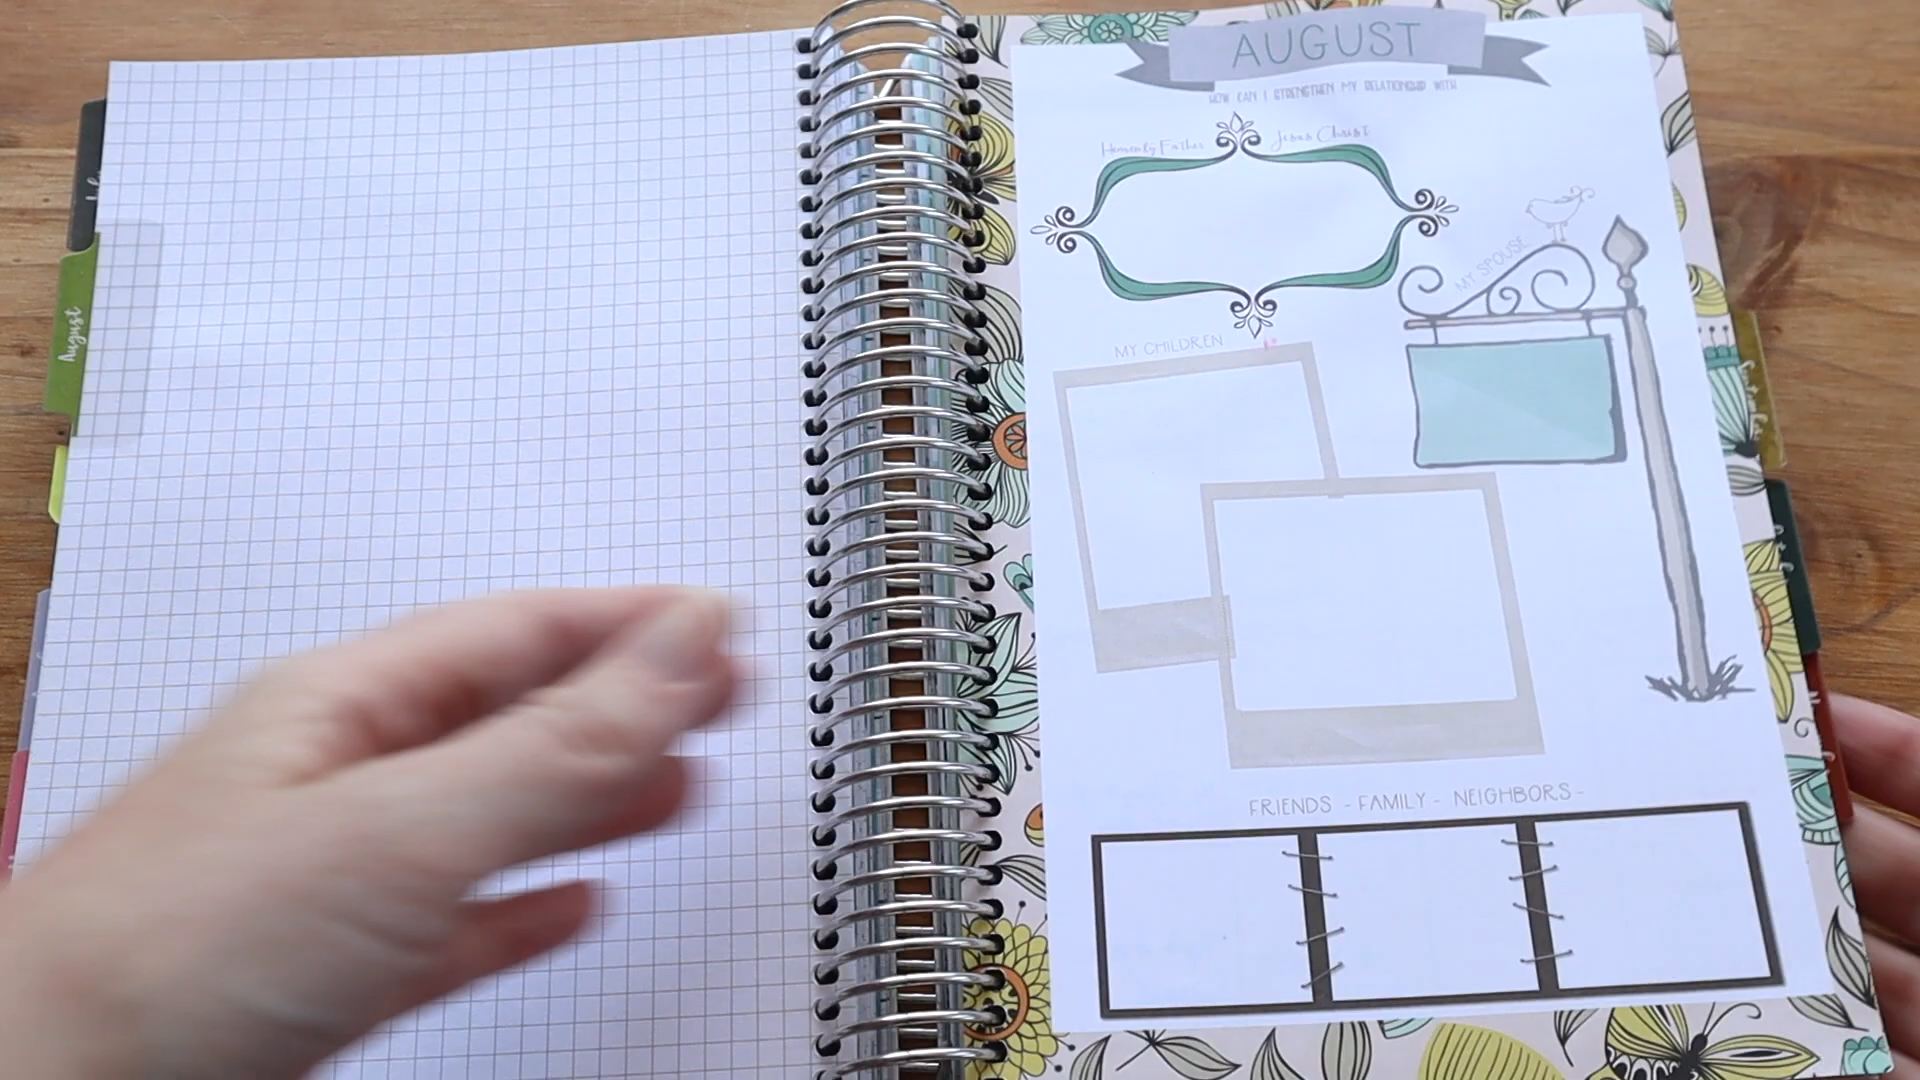 August
AUGUST
HOW CAN I STRENGTHEN MY RELATIONSHIP WITH
Heavenly Father
Jesus Christ
MY SPOUSE
MY CHILDREN
FRIENDS - FAMILY - NEIGHBORS -